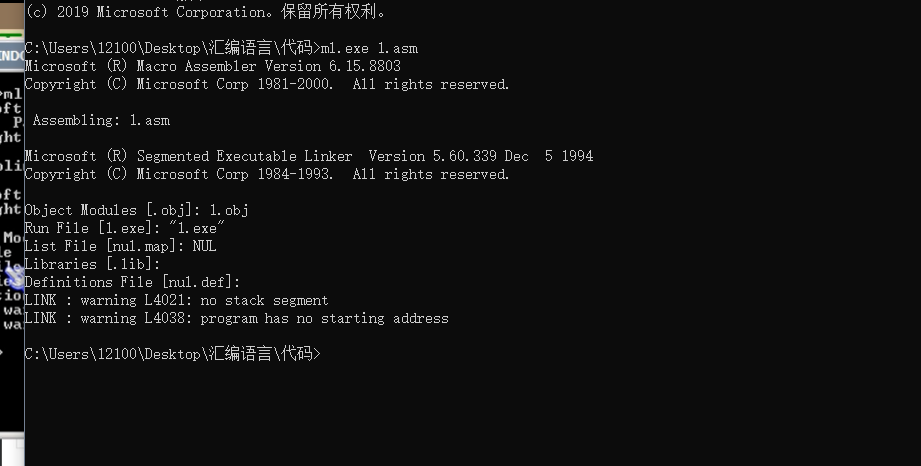 (c) 2019 Microsoft Corporation。保留所有权利。
C:\Users\12100\Desktop\汇编语言\代码>ml.exe 1.asm
Microsoft (R) Macro Assembler Version 6.15.8803
Copyright (C) Microsoft Corp 1981-2000.  All rights reserved.
Assembling: 1.asm
Microsoft (R) Segmented Executable Linker  Version 5.60.339 Dec  5 1994
Copyright (C) Microsoft Corp 1984-1993.  All rights reserved.
Object Modules [.obj]: 1.obj
Run File [1.exe]: "1.exe"
List File [nul.map]: NUL
Libraries [.lib]:
Definitions File [nul.def]:
LINK : warning L4021: no stack segment
LINK : warning L4038: program has no starting address
C:\Users\12100\Desktop\汇编语言\代码>